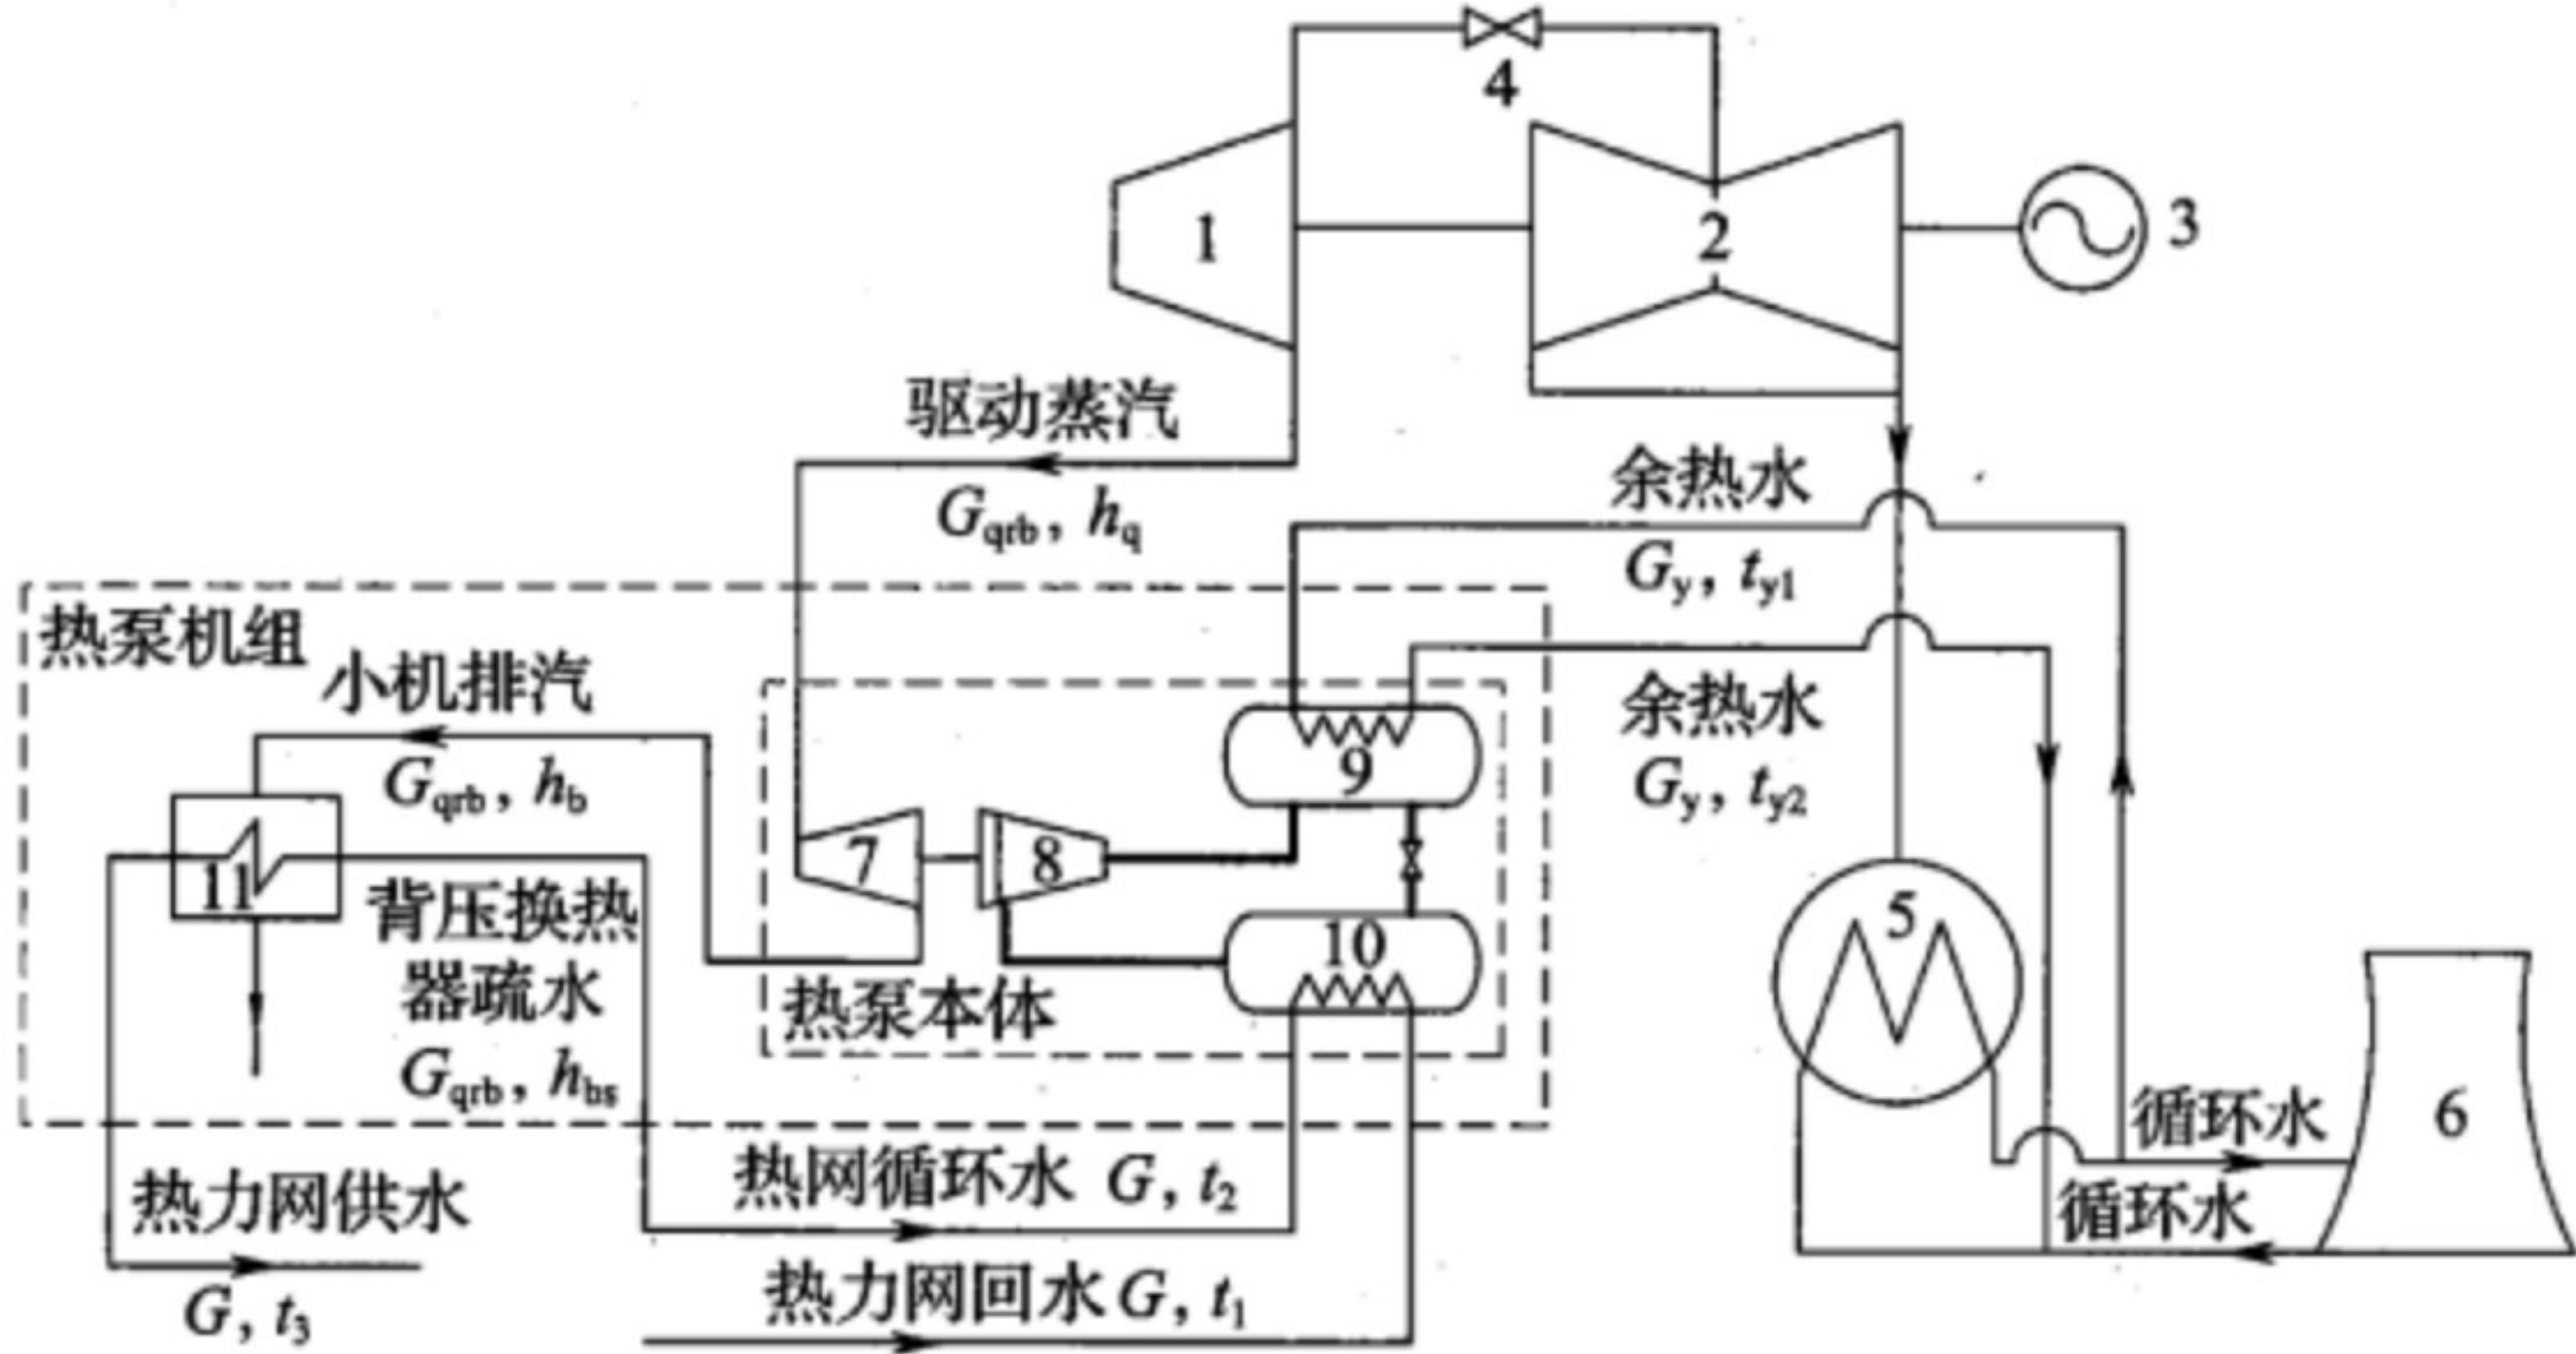 4
1
2
3
驱动蒸汽
G_qrb, h_q
余热水
G_y, t_y1
热泵机组
小机排汽
G_qrb, h_b
余热水
G_y, t_y2
9
7
8
11
背压换热
器疏水
G_qrb, h_bs
10
热泵本体
5
6
循环水
循环水
热网循环水 G, t_2
热力网供水
G, t_3
热力网回水 G, t_1